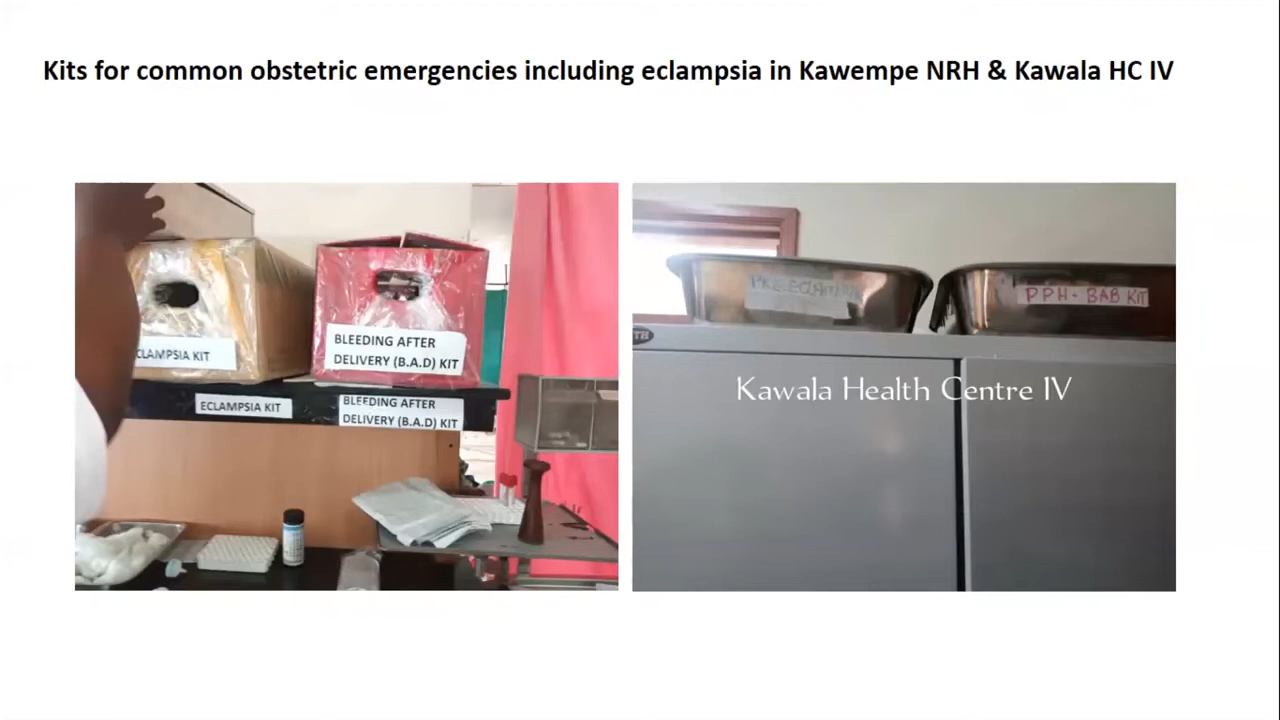 Kits for common obstetric emergencies including eclampsia in Kawempe NRH & Kawala HC IV
CLAMPSIA KIT
BLEEDING AFTER
DELIVERY (B.A.D) KIT
ECLAMPSIA KIT
BLEEDING AFTER
DELIVERY (B.A.D) KIT
PPH - BAB KIT
Kawala Health Centre IV